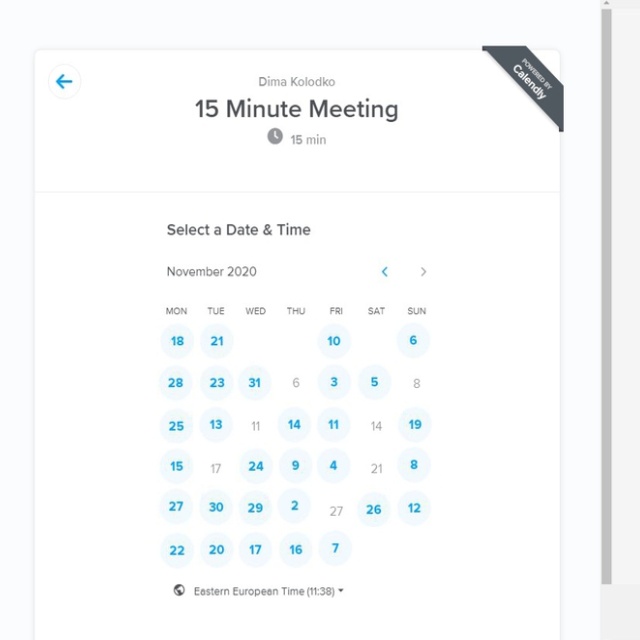 POWERED BY
Calendly
Dima Kolodko
15 Minute Meeting
15 min
Select a Date & Time
November 2020
MON TUE WED THU FRI SAT SUN
18 21 10 6
28 23 31 6 3 5 8
25 13 11 14 11 14 19
15 17 24 9 4 21 8
27 30 29 2 27 26 12
22 20 17 16 7
Eastern European Time (11:38)